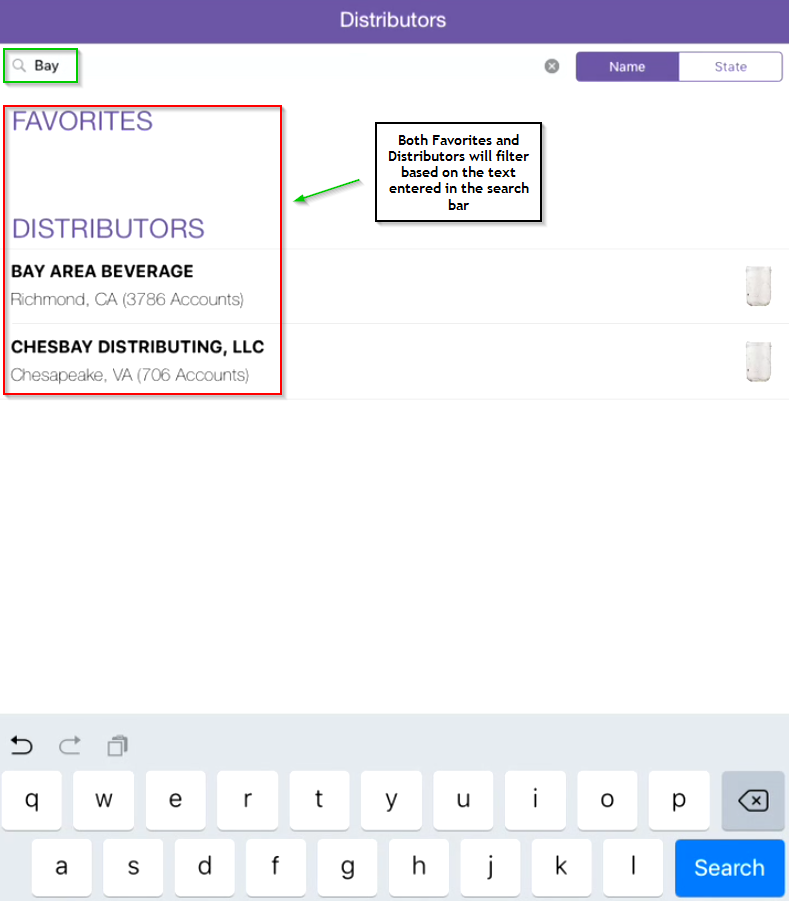 Distributors
Bay
Name
State
FAVORITES
Both Favorites and
Distributors will filter
based on the text
entered in the search
bar
DISTRIBUTORS
BAY AREA BEVERAGE
Richmond, CA (3786 Accounts)
CHESBAY DISTRIBUTING, LLC
Chesapeake, VA (706 Accounts)
q w e r t y u i o p
a s d f g h j k l Search